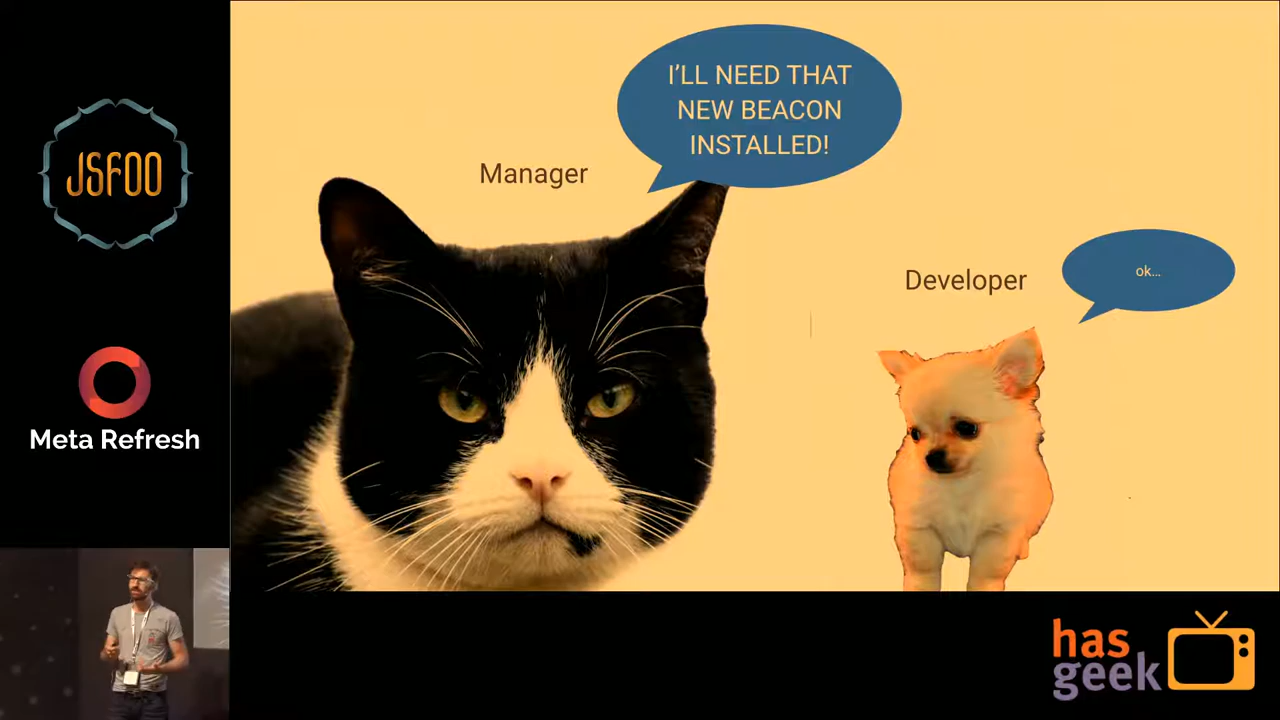 JSFOO
Meta Refresh
Manager
I'LL NEED THAT
NEW BEACON
INSTALLED!
Developer
ok...
has
geek